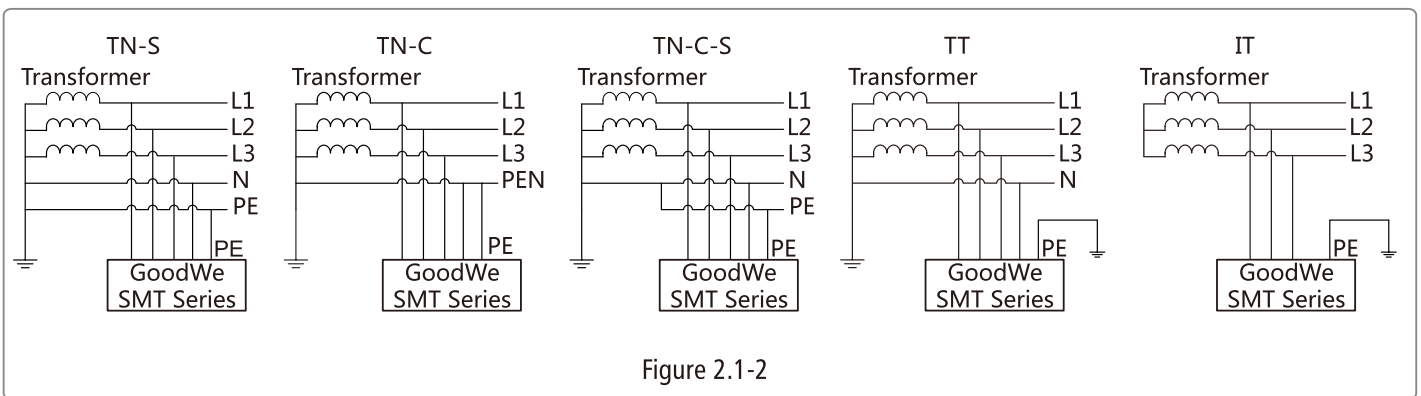 TN-S
Transformer
L1
L2
L3
N
PE
PE
GoodWe
SMT Series
TN-C
Transformer
L1
L2
L3
PEN
PE
GoodWe
SMT Series
TN-C-S
Transformer
L1
L2
L3
N
PE
PE
GoodWe
SMT Series
TT
Transformer
L1
L2
L3
N
PE
GoodWe
SMT Series
IT
Transformer
L1
L2
L3
PE
GoodWe
SMT Series
Figure 2.1-2